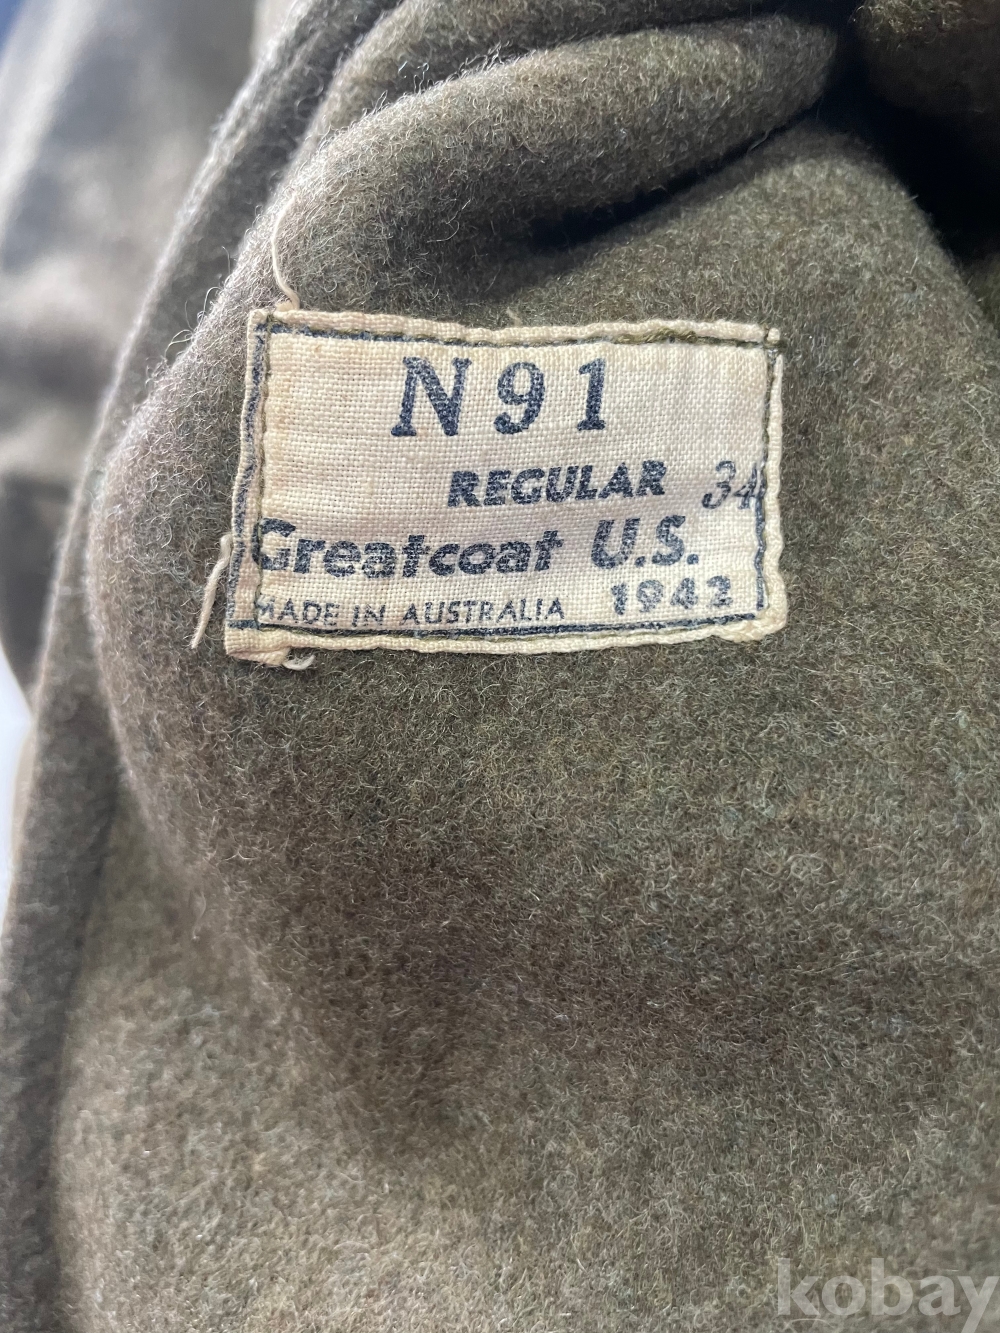 N91
REGULAR 34
Greatcoat U.S.
MADE IN AUSTRALIA 1942
kobay